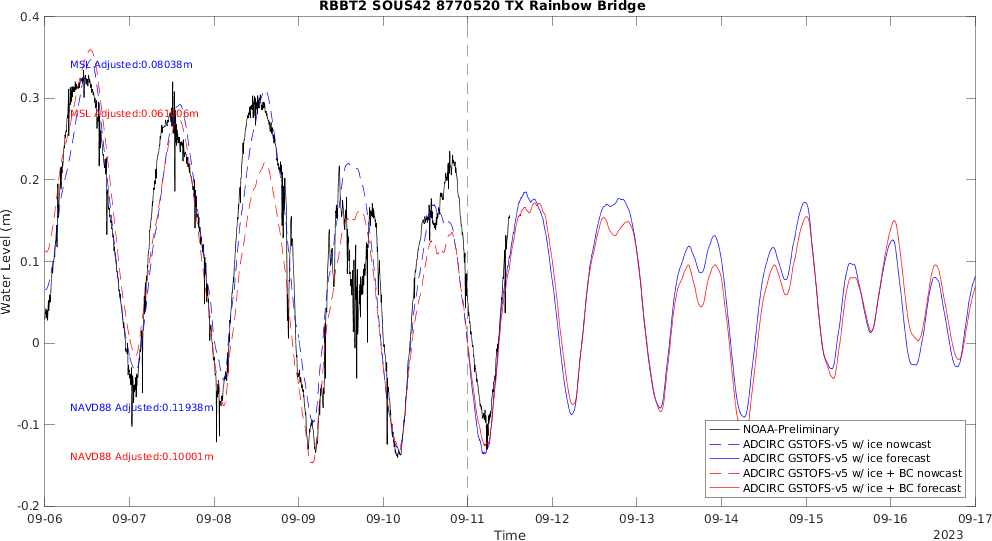 RBBT2 SOUS42 8770520 TX Rainbow Bridge
0.4
0.3
0.2
0.1
0
-0.1
-0.2
Water Level (m)
MSL Adjusted:0.08038m
MSL
NAVD88 Adjusted:0.11938m
NAVD88 Adjusted:0.10001m
NOAA-Preliminary
ADCIRC GSTOFS-v5 w/ ice nowcast
ADCIRC GSTOFS-v5 w/ ice forecast
ADCIRC GSTOFS-v5 w/ ice + BC nowcast
ADCIRC GSTOFS-v5 w/ ice + BC forecast
09-06 09-07 09-08 09-09 09-10 09-11 09-12 09-13 09-14 09-15 09-16 09-17
Time
2023